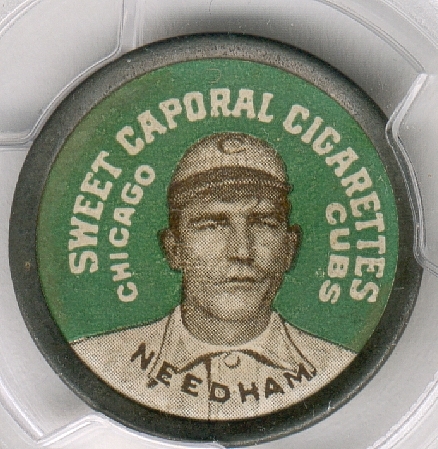 SWEET CAPORAL CIGARETTES
CHICAGO
CUBS
C
NEEDHAM